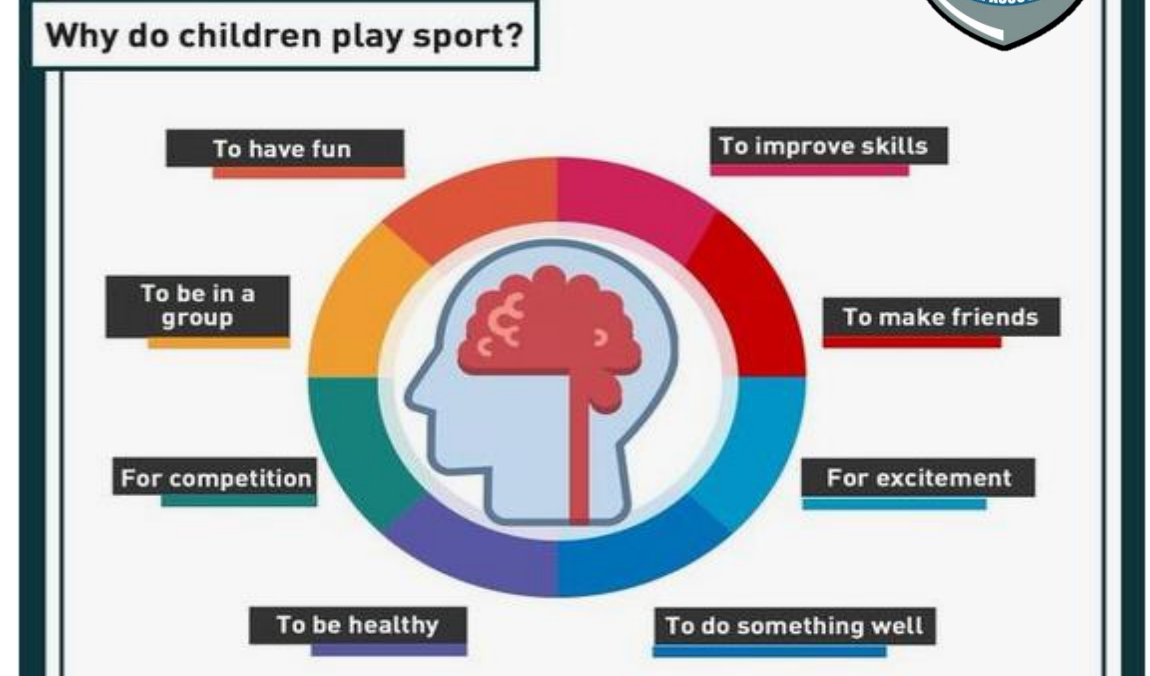 Why do children play sport?
To have fun
To improve skills
To be in a
group
To make friends
For competition
For excitement
To be healthy
To do something well